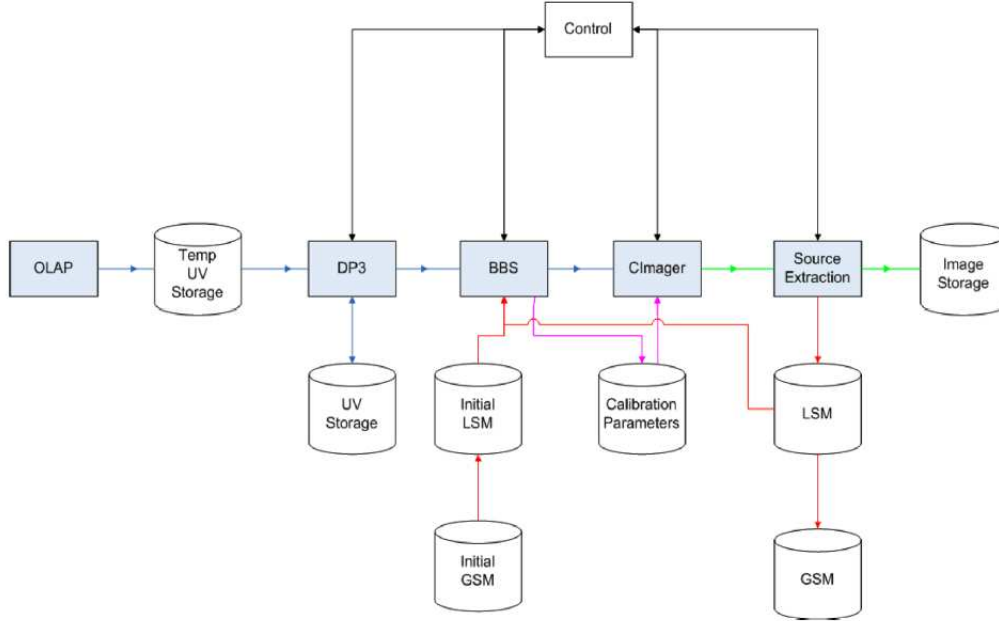 Control
OLAP
Temp
UV
Storage
DP3
BBS
CImager
Source
Extraction
Image
Storage
UV
Storage
Initial
LSM
Calibration
Parameters
LSM
Initial
GSM
GSM